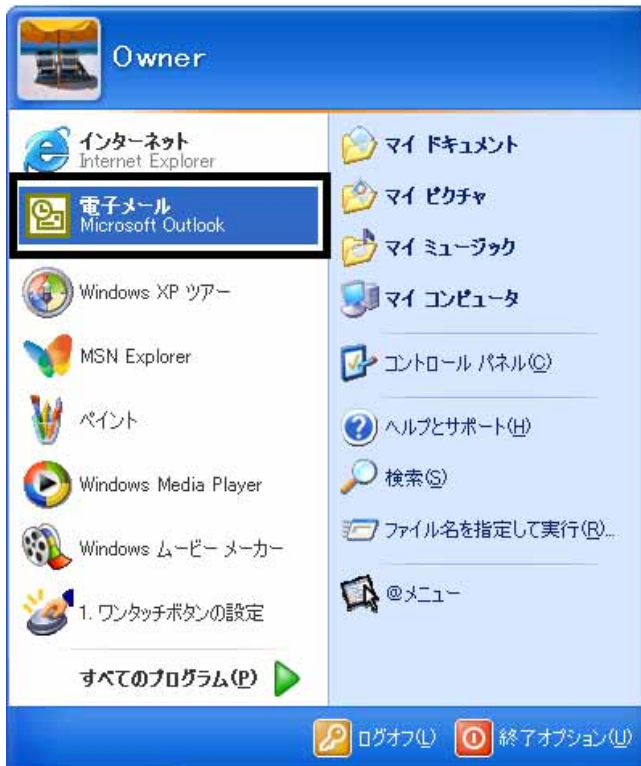 Owner
インターネット
Internet Explorer
電子メール
Microsoft Outlook
Windows XP ツアー
MSN Explorer
ペイント
Windows Media Player
Windows ムービー メーカー
1. ワンタッチボタンの設定
すべてのプログラム(P)
マイ ドキュメント
マイ ピクチャ
マイ ミュージック
マイ コンピュータ
コントロール パネル(C)
ヘルプとサポート(H)
検索(S)
ファイル名を指定して実行(R)...
@メニュー
ログオフ(L)
終了オプション(U)